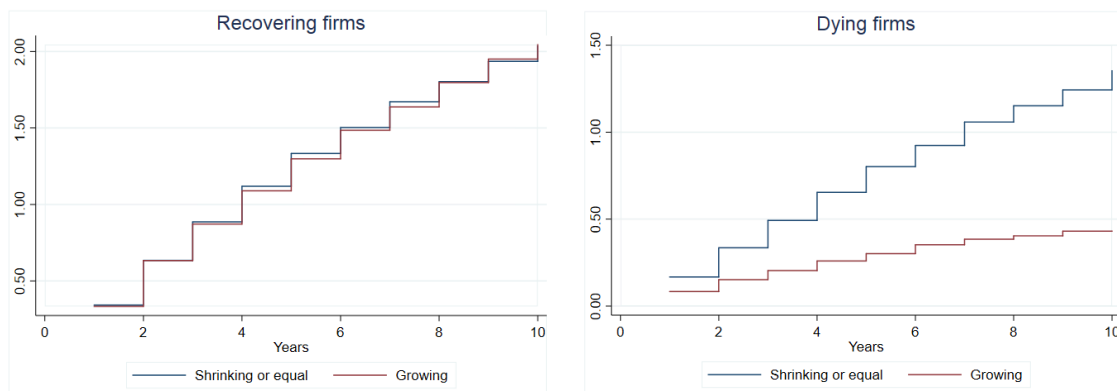 Recovering firms
2.00
1.50
1.00
0.50
0 2 4 6 8 10
Years
Shrinking or equal Growing
Dying firms
1.50
1.00
0.50
0.00
0 2 4 6 8 10
Years
Shrinking or equal Growing